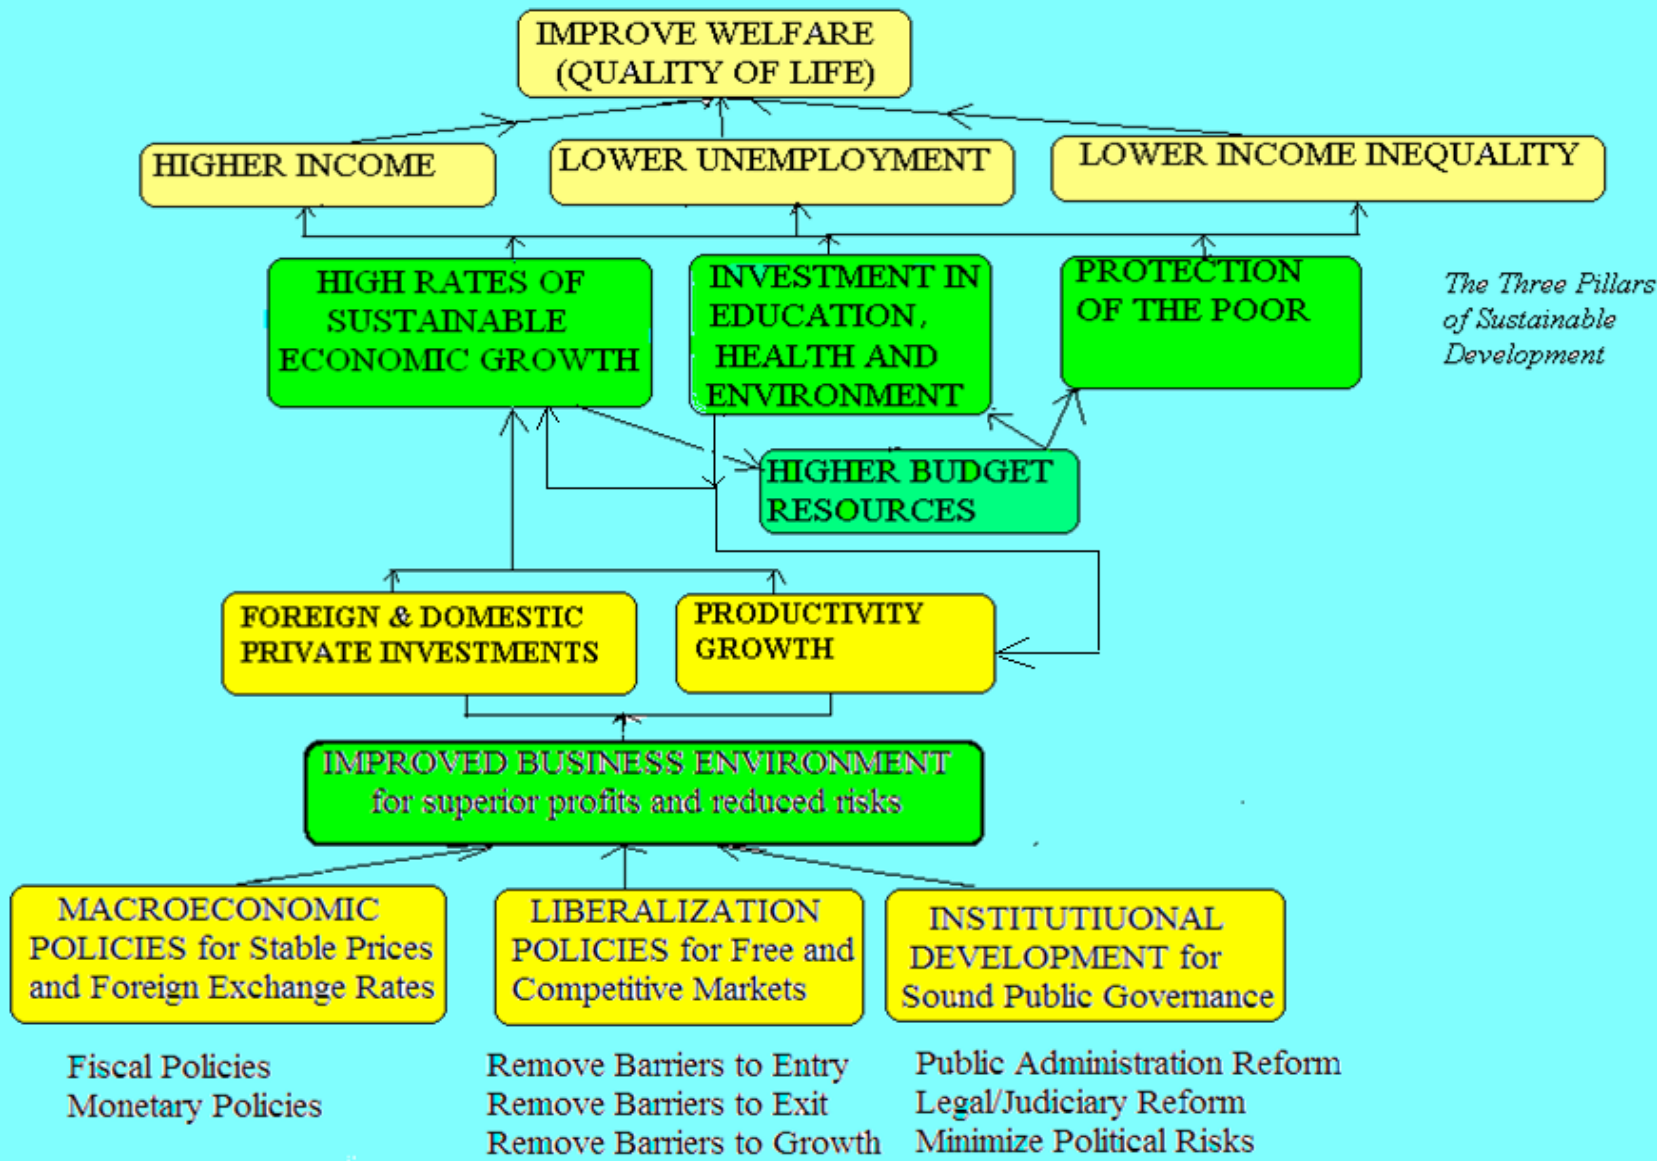 IMPROVE WELFARE
(QUALITY OF LIFE)
HIGHER INCOME
LOWER UNEMPLOYMENT
LOWER INCOME INEQUALITY
HIGH RATES OF
SUSTAINABLE
ECONOMIC GROWTH
INVESTMENT IN
EDUCATION,
HEALTH AND
ENVIRONMENT
PROTECTION
OF THE POOR
The Three Pillars
of Sustainable
Development
HIGHER BUDGET
RESOURCES
FOREIGN & DOMESTIC
PRIVATE INVESTMENTS
PRODUCTIVITY
GROWTH
IMPROVED BUSINESS ENVIRONMENT
for superior profits and reduced risks
MACROECONOMIC
POLICIES for Stable Prices
and Foreign Exchange Rates
LIBERALIZATION
POLICIES for Free and
Competitive Markets
INSTITUTIUONAL
DEVELOPMENT for
Sound Public Governance
Fiscal Policies
Monetary Policies
Remove Barriers to Entry
Remove Barriers to Exit
Remove Barriers to Growth
Public Administration Reform
Legal/Judiciary Reform
Minimize Political Risks